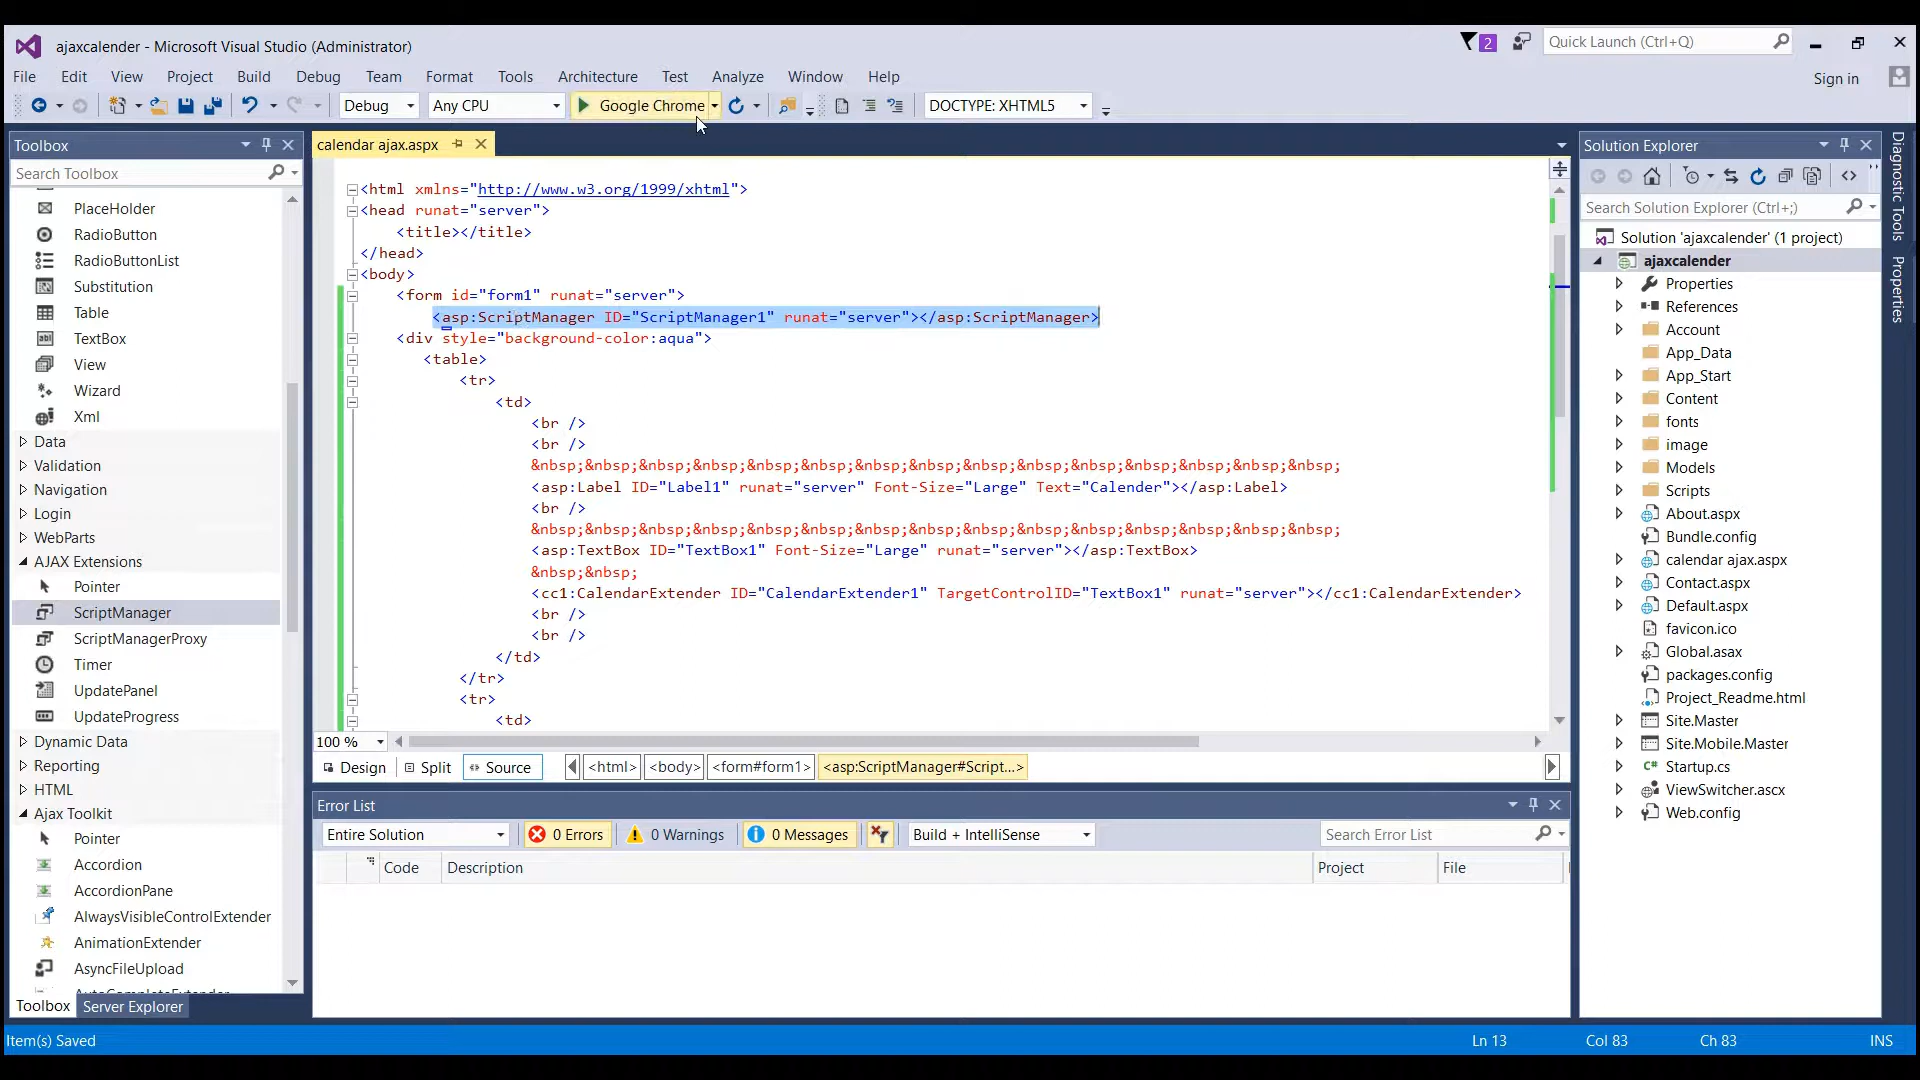 ajaxcalender - Microsoft Visual Studio (Administrator)
2
Quick Launch (Ctrl+Q)
File Edit View Project Build Debug Team Format Tools Architecture Test Analyze Window Help
Sign in
Debug
Any CPU
Google Chrome
DOCTYPE: XHTML5
Toolbox
Search Toolbox
PlaceHolder
RadioButton
RadioButtonList
Substitution
Table
TextBox
View
Wizard
Xml
Data
Validation
Navigation
Login
WebParts
AJAX Extensions
Pointer
ScriptManager
ScriptManagerProxy
Timer
UpdatePanel
UpdateProgress
Dynamic Data
Reporting
HTML
Ajax Toolkit
Pointer
Accordion
AccordionPane
AlwaysVisibleControlExtender
AnimationExtender
AsyncFileUpload
Toolbox
Server Explorer
calendar ajax.aspx
<html xmlns="http://www.w3.org/1999/xhtml">
<head runat="server">
<title></title>
</head>
<body>
<form id="form1" runat="server">
<asp:ScriptManager ID="ScriptManager1" runat="server"></asp:ScriptManager>
<div style="background-color:aqua">
<table>
<tr>
<td>
<br />
<br />
&nbsp;&nbsp;&nbsp;&nbsp;&nbsp;&nbsp;&nbsp;&nbsp;&nbsp;&nbsp;&nbsp;&nbsp;&nbsp;&nbsp;&nbsp;
<asp:Label ID="Label1" runat="server" Font-Size="Large" Text="Calender"></asp:Label>
<br />
&nbsp;&nbsp;&nbsp;&nbsp;&nbsp;&nbsp;&nbsp;&nbsp;&nbsp;&nbsp;&nbsp;&nbsp;&nbsp;&nbsp;&nbsp;
<asp:TextBox ID="TextBox1" Font-Size="Large" runat="server"></asp:TextBox>
&nbsp;&nbsp;
<cc1:CalendarExtender ID="CalendarExtender1" TargetControlID="TextBox1" runat="server"></cc1:CalendarExtender>
<br />
<br />
</td>
</tr>
<tr>
<td>
100 %
Design
Split
Source
<html>
<body>
<form#form1>
<asp:ScriptManager#Script...>
Error List
Entire Solution
0 Errors
0 Warnings
0 Messages
Build + IntelliSense
Search Error List
Code
Description
Project
File
Solution Explorer
Search Solution Explorer (Ctrl+;)
Solution 'ajaxcalender' (1 project)
ajaxcalender
Properties
References
Account
App_Data
App_Start
Content
fonts
image
Models
Scripts
About.aspx
Bundle.config
calendar ajax.aspx
Contact.aspx
Default.aspx
favicon.ico
Global.asax
packages.config
Project_Readme.html
Site.Master
Site.Mobile.Master
Startup.cs
ViewSwitcher.ascx
Web.config
Diagnostic Tools
Properties
Item(s) Saved
Ln 13
Col 83
Ch 83
INS